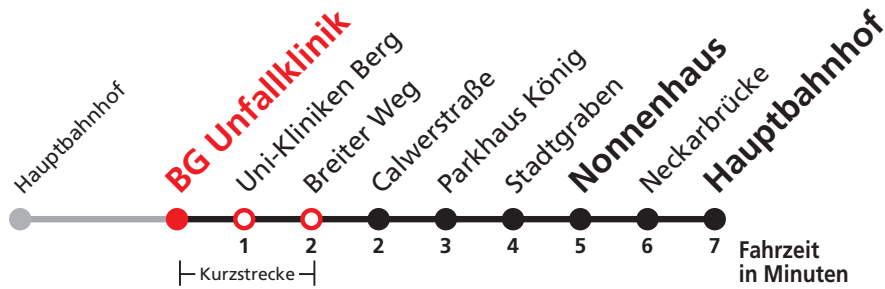 Hauptbahnhof
BG Unfallklinik
Uni-Kliniken Berg
Breiter Weg
Calwerstraße
Parkhaus König
Stadtgraben
Nonnenhaus
Neckarbrücke
Hauptbahnhof
1 2 2 3 4 5 6 7 Fahrzeit
in Minuten
Kurzstrecke